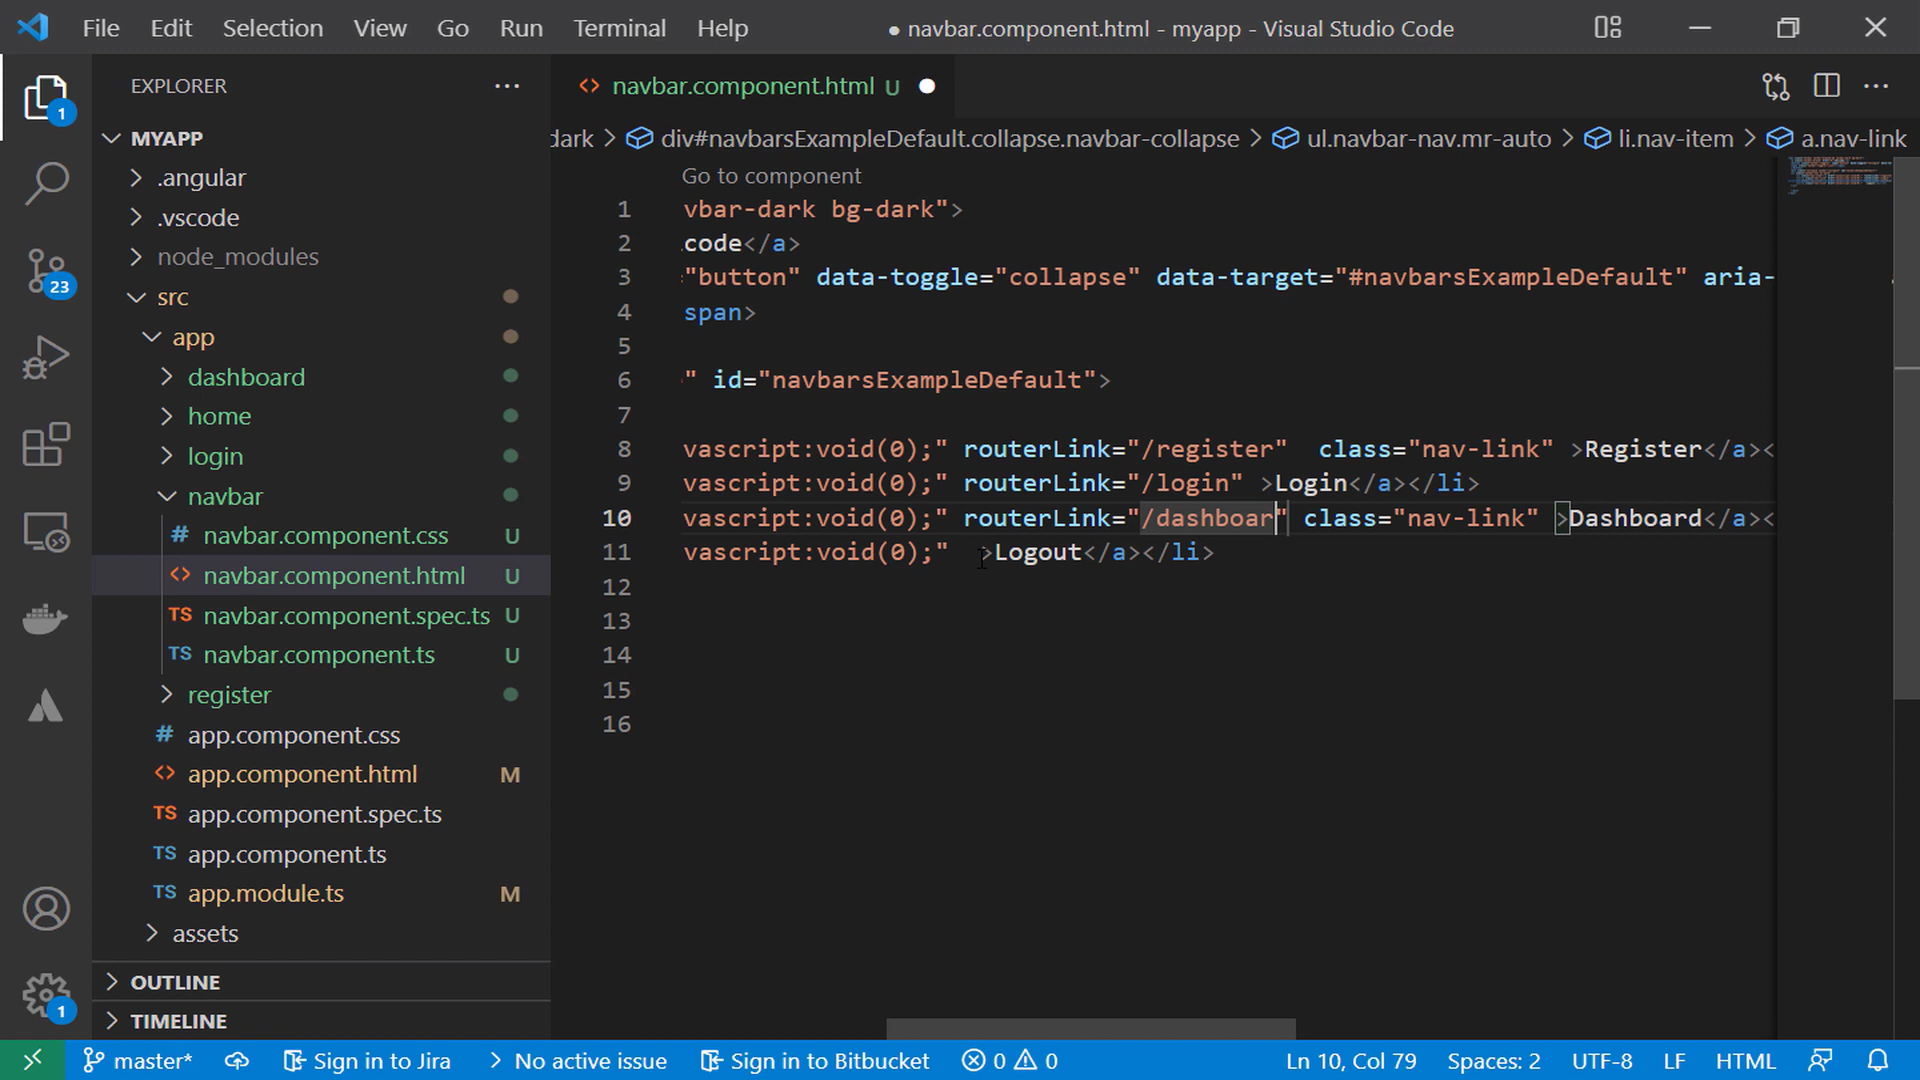 File Edit Selection View Go Run Terminal Help ● navbar.component.html - myapp - Visual Studio Code
EXPLORER ···
navbar.component.html U
dark > div#navbarsExampleDefault.collapse.navbar-collapse > ul.navbar-nav.mr-auto > li.nav-item > a.nav-link
MYAPP
.angular
.vscode
node_modules
src
app
dashboard
home
login
navbar
navbar.component.css U
navbar.component.html U
TS navbar.component.spec.ts U
TS navbar.component.ts U
register
# app.component.css
app.component.html M
TS app.component.spec.ts
TS app.component.ts
TS app.module.ts M
assets
OUTLINE
TIMELINE
1
23
1
Go to component
1 vbar-dark bg-dark">
2 .code</a>
3 "button" data-toggle="collapse" data-target="#navbarsExampleDefault" aria-
4 span>
5
6 " id="navbarsExampleDefault">
7
8 vascript:void(0);" routerLink="/register"  class="nav-link" >Register</a><
9 vascript:void(0);" routerLink="/login" >Login</a></li>
10 vascript:void(0);" routerLink="/dashboar" class="nav-link" >Dashboard</a><
11 vascript:void(0);"  >Logout</a></li>
12
13
14
15
16
master* Sign in to Jira No active issue Sign in to Bitbucket 0 0 Ln 10, Col 79 Spaces: 2 UTF-8 LF HTML